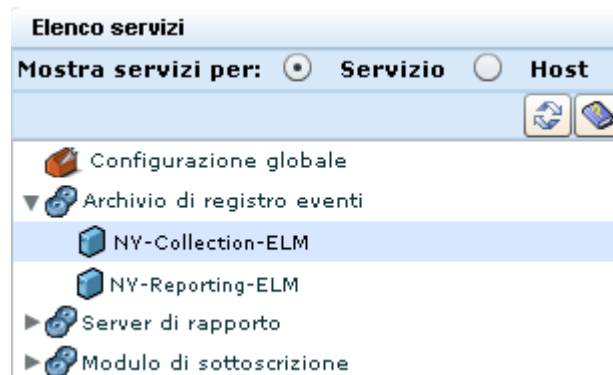 Elenco servizi
Mostra servizi per: Servizio Host
Configurazione globale
Archivio di registro eventi
NY-Collection-ELM
NY-Reporting-ELM
Server di rapporto
Modulo di sottoscrizione